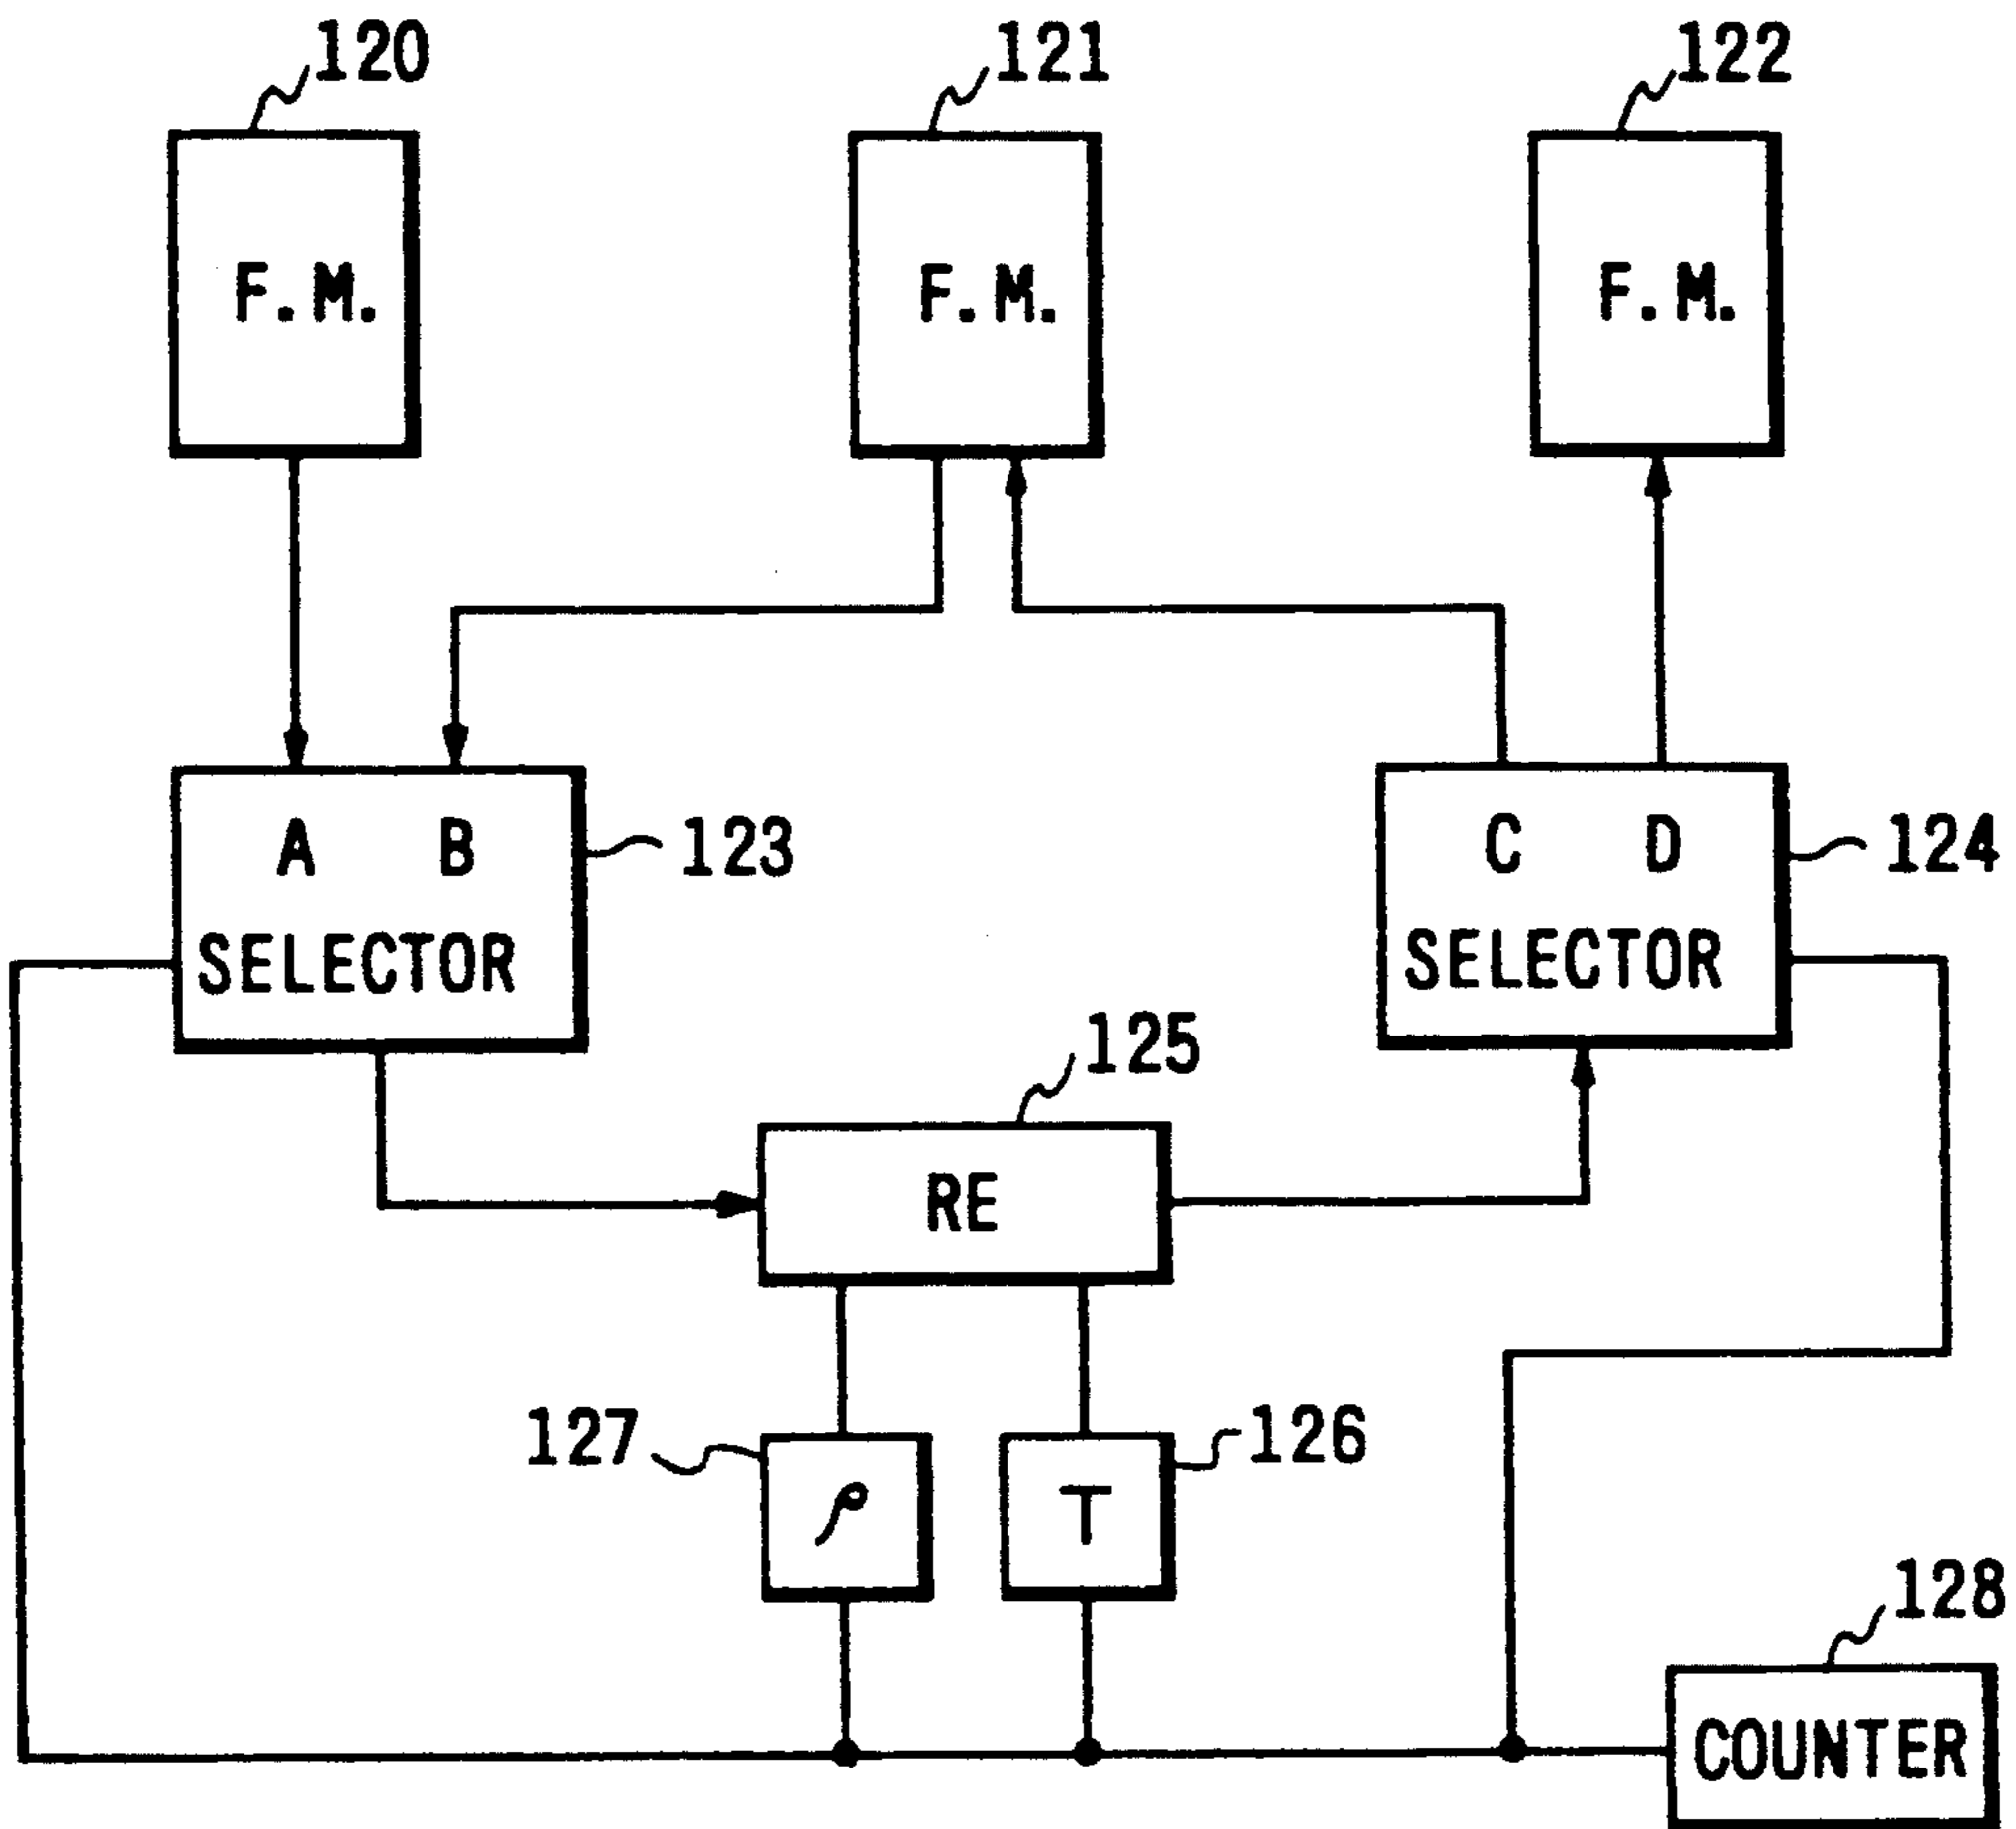 120 121 122
F.M. F.M. F.M.
A B 123 C D 124
SELECTOR SELECTOR
125
RE
127 126
ρ T
128
COUNTER